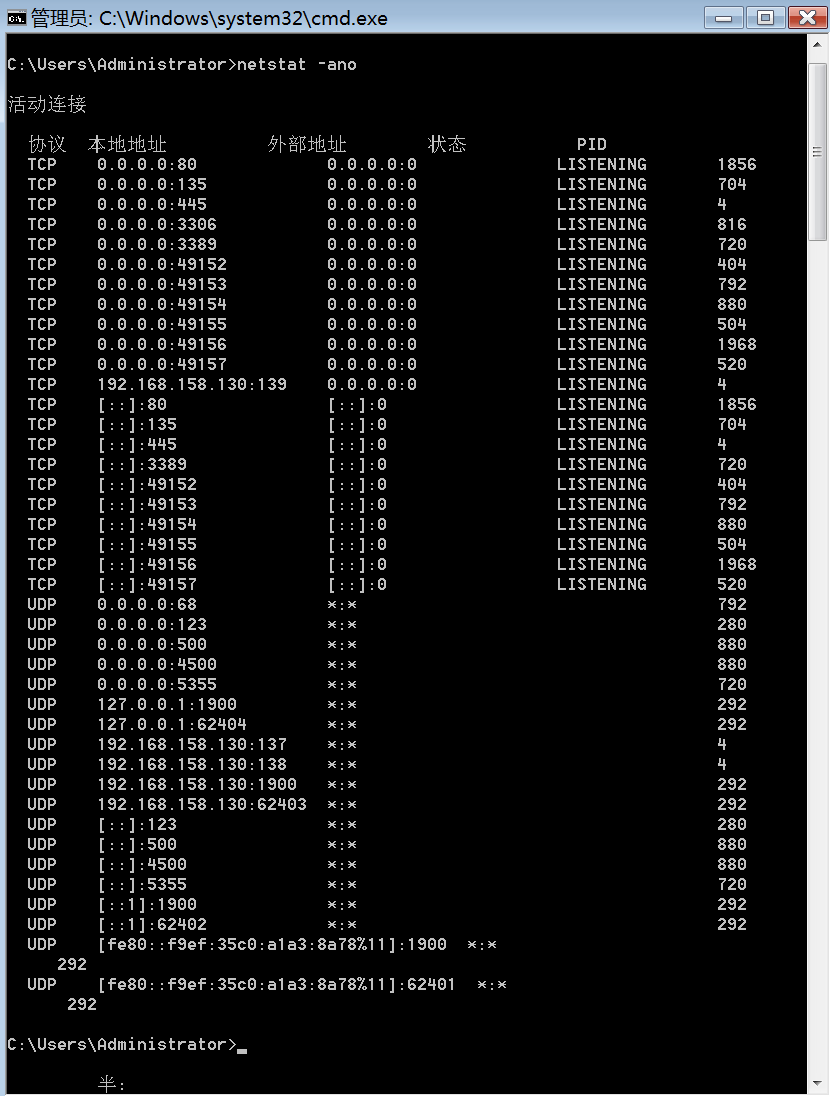 管理员: C:\Windows\system32\cmd.exe
C:\Users\Administrator>netstat -ano
活动连接
协议 本地地址 外部地址 状态 PID
TCP 0.0.0.0:80 0.0.0.0:0 LISTENING 1856
TCP 0.0.0.0:135 0.0.0.0:0 LISTENING 704
TCP 0.0.0.0:445 0.0.0.0:0 LISTENING 4
TCP 0.0.0.0:3306 0.0.0.0:0 LISTENING 816
TCP 0.0.0.0:3389 0.0.0.0:0 LISTENING 720
TCP 0.0.0.0:49152 0.0.0.0:0 LISTENING 404
TCP 0.0.0.0:49153 0.0.0.0:0 LISTENING 792
TCP 0.0.0.0:49154 0.0.0.0:0 LISTENING 880
TCP 0.0.0.0:49155 0.0.0.0:0 LISTENING 504
TCP 0.0.0.0:49156 0.0.0.0:0 LISTENING 1968
TCP 0.0.0.0:49157 0.0.0.0:0 LISTENING 520
TCP 192.168.158.130:139 0.0.0.0:0 LISTENING 4
TCP [::]:80 [::]:0 LISTENING 1856
TCP [::]:135 [::]:0 LISTENING 704
TCP [::]:445 [::]:0 LISTENING 4
TCP [::]:3389 [::]:0 LISTENING 720
TCP [::]:49152 [::]:0 LISTENING 404
TCP [::]:49153 [::]:0 LISTENING 792
TCP [::]:49154 [::]:0 LISTENING 880
TCP [::]:49155 [::]:0 LISTENING 504
TCP [::]:49156 [::]:0 LISTENING 1968
TCP [::]:49157 [::]:0 LISTENING 520
UDP 0.0.0.0:68 *:* 792
UDP 0.0.0.0:123 *:* 280
UDP 0.0.0.0:500 *:* 880
UDP 0.0.0.0:4500 *:* 880
UDP 0.0.0.0:5355 *:* 720
UDP 127.0.0.1:1900 *:* 292
UDP 127.0.0.1:62404 *:* 292
UDP 192.168.158.130:137 *:* 4
UDP 192.168.158.130:138 *:* 4
UDP 192.168.158.130:1900 *:* 292
UDP 192.168.158.130:62403 *:* 292
UDP [::]:123 *:* 280
UDP [::]:500 *:* 880
UDP [::]:4500 *:* 880
UDP [::]:5355 *:* 720
UDP [::1]:1900 *:* 292
UDP [::1]:62402 *:* 292
UDP [fe80::f9ef:35c0:a1a3:8a78%11]:1900 *:*
292
UDP [fe80::f9ef:35c0:a1a3:8a78%11]:62401 *:*
292
C:\Users\Administrator>_
半: